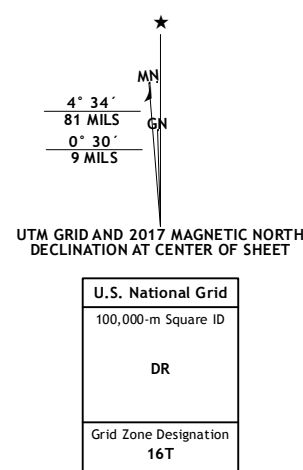 ★
MN
4° 34´
81 MILS
GN
0° 30´
9 MILS
UTM GRID AND 2017 MAGNETIC NORTH
DECLINATION AT CENTER OF SHEET
U.S. National Grid
100,000-m Square ID
DR
Grid Zone Designation
16T